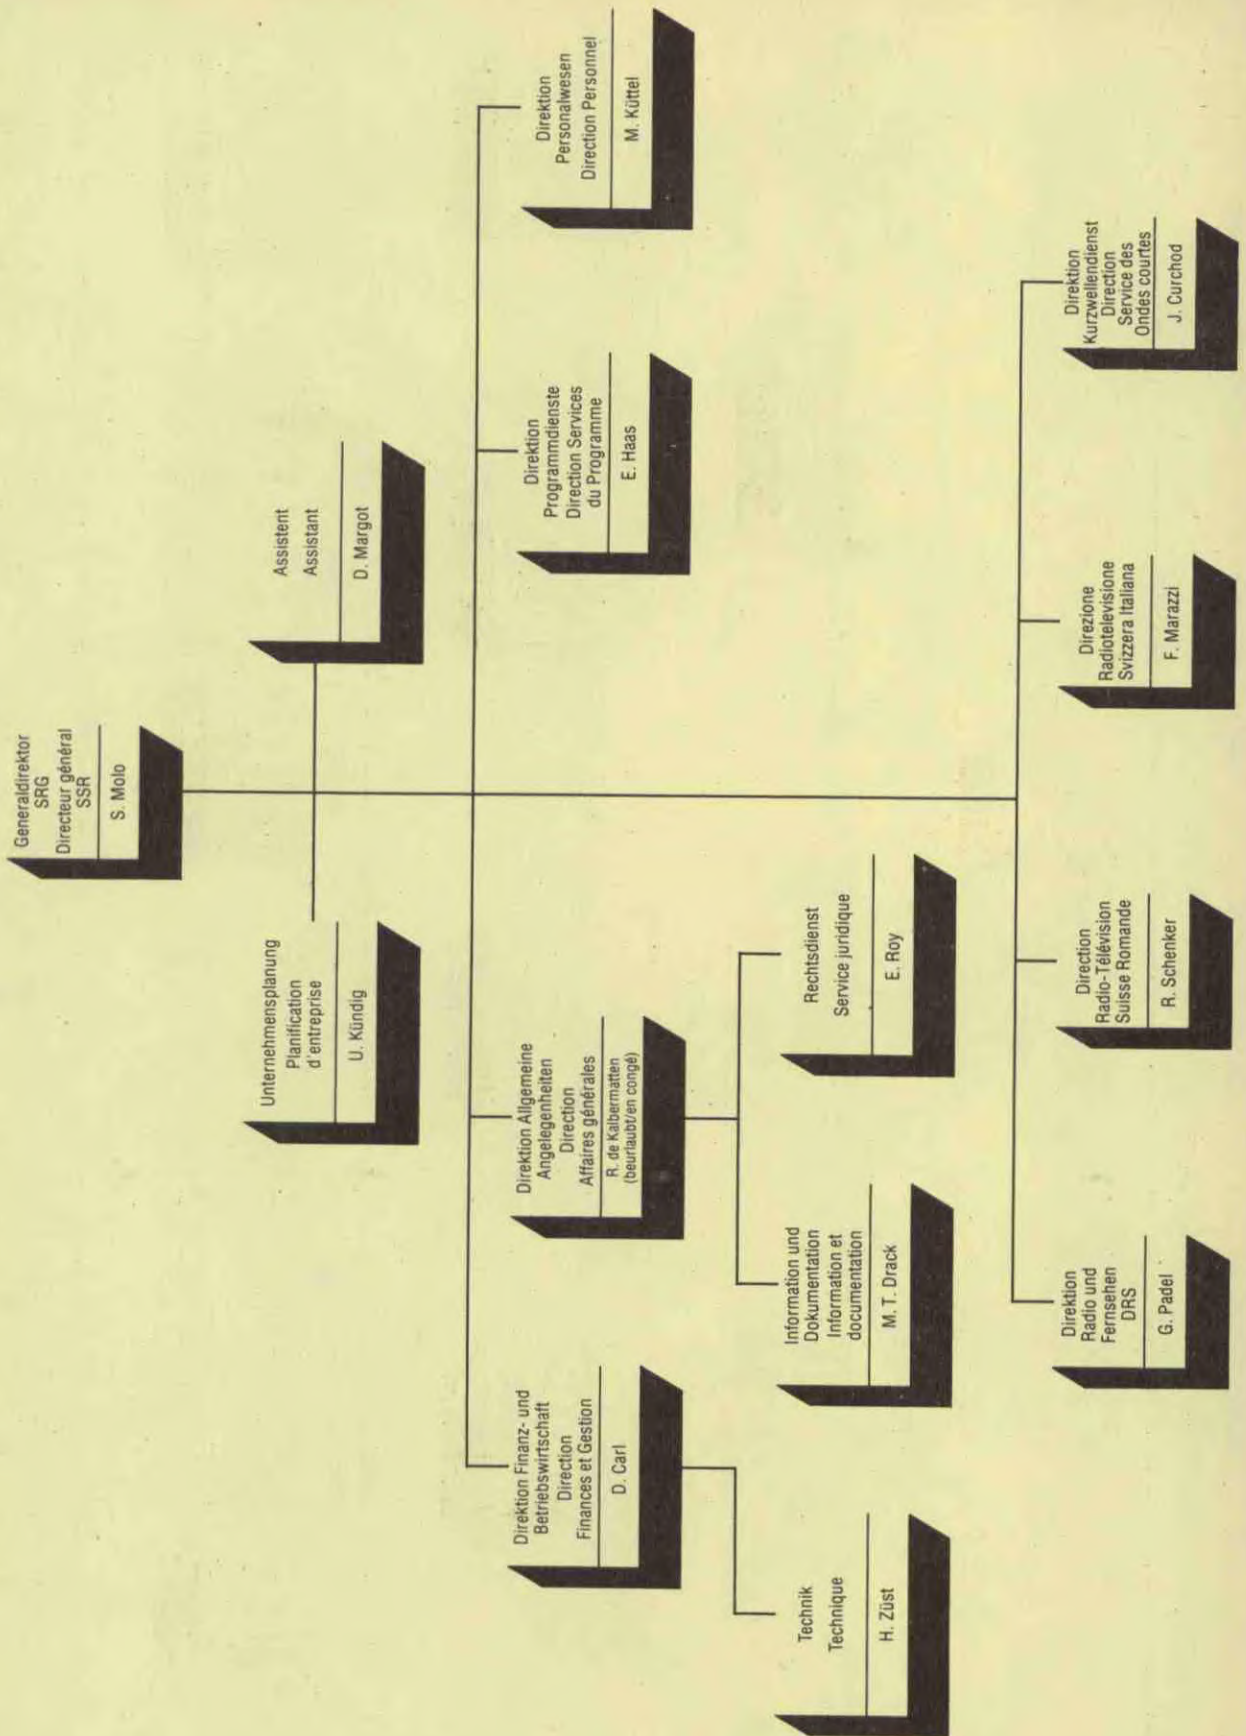 Generaldirektor
SRG
Directeur général
SSR
S. Molo
Unternehmensplanung
Planification
d'entreprise
U. Kündig
Assistent
Assistant
D. Margot
Direktion Finanz- und
Betriebswirtschaft
Direction
Finances et Gestion
D. Carl
Direktion Allgemeine
Angelegenheiten
Direction
Affaires générales
R. de Kalbermatten
(beurlaubt/en congé)
Direktion
Programmdienste
Direction Services
du Programme
E. Haas
Direktion
Personalwesen
Direction Personnel
M. Küttel
Technik
Technique
H. Züst
Information und
Dokumentation
Information et
documentation
M. T. Drack
Rechtsdienst
Service juridique
E. Roy
Direktion
Radio und
Fernsehen
DRS
G. Padel
Direction
Radio-Télévision
Suisse Romande
R. Schenker
Direzione
Radiotelevisione
Svizzera Italiana
F. Marazzi
Direktion
Kurzwellendienst
Direction
Service des
Ondes courtes
J. Curchod